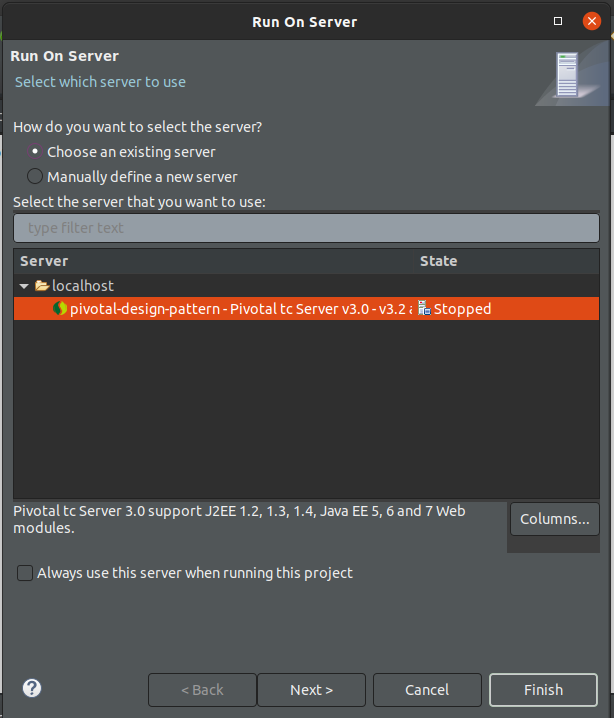 Run On Server
Run On Server
Select which server to use
How do you want to select the server?
Choose an existing server
Manually define a new server
Select the server that you want to use:
type filter text
Server State
localhost
pivotal-design-pattern - Pivotal tc Server v3.0 - v3.2 a Stopped
Pivotal tc Server 3.0 support J2EE 1.2, 1.3, 1.4, Java EE 5, 6 and 7 Web
modules.
Columns...
Always use this server when running this project
? < Back Next > Cancel Finish